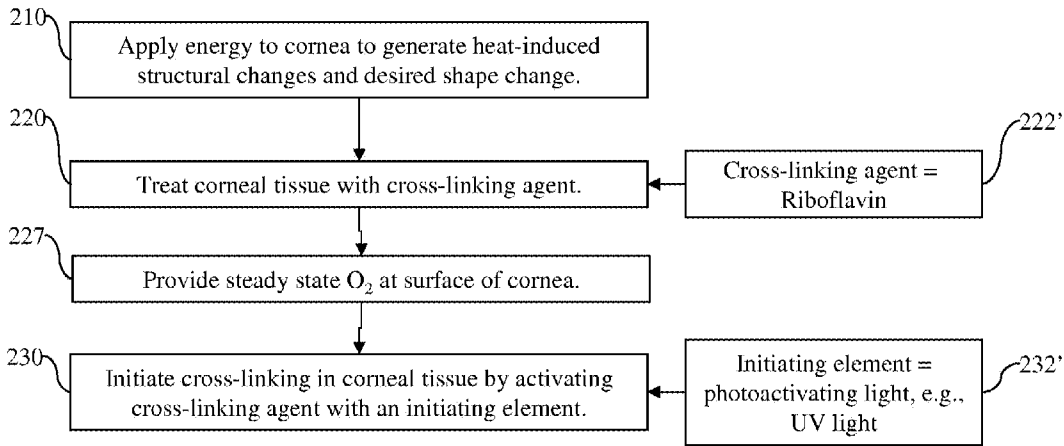 210
Apply energy to cornea to generate heat-induced
structural changes and desired shape change.
220
222’
Treat corneal tissue with cross-linking agent.
Cross-linking agent =
Riboflavin
227
Provide steady state O₂ at surface of cornea.
230
Initiate cross-linking in corneal tissue by activating
cross-linking agent with an initiating element.
Initiating element =
photoactivating light, e.g.,
UV light
232’